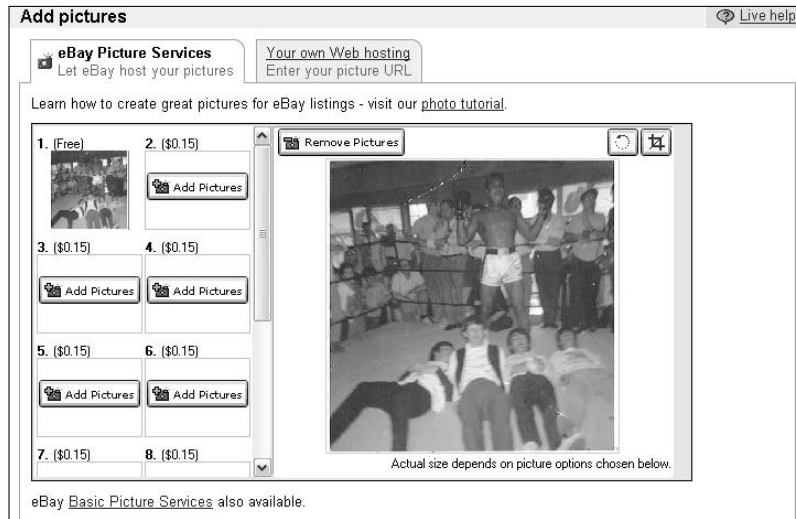 Add pictures
Live help
eBay Picture Services
Let eBay host your pictures
Your own Web hosting
Enter your picture URL
Learn how to create great pictures for eBay listings - visit our photo tutorial.
1. (Free)
2. ($0.15)
Add Pictures
3. ($0.15)
4. ($0.15)
Add Pictures
Add Pictures
5. ($0.15)
6. ($0.15)
Add Pictures
Add Pictures
7. ($0.15)
8. ($0.15)
Remove Pictures
Actual size depends on picture options chosen below.
eBay Basic Picture Services also available.